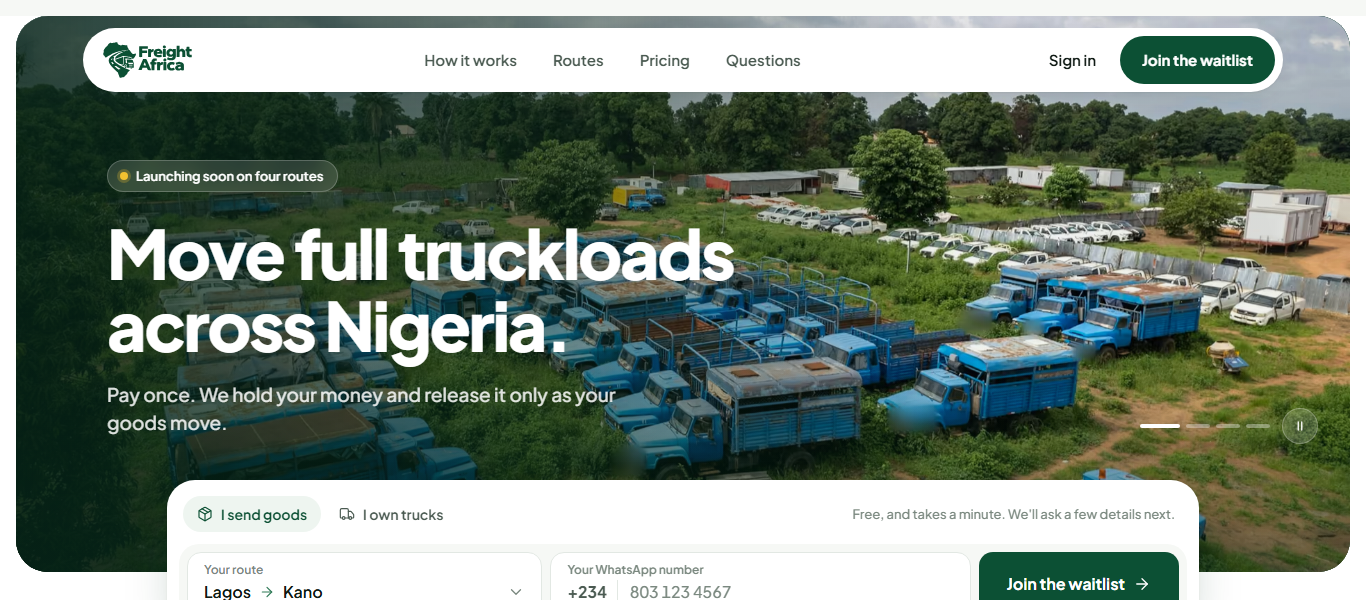 Freight
Africa
How it works
Routes
Pricing
Questions
Sign in
Join the waitlist
Launching soon on four routes
Move full truckloads
across Nigeria.
Pay once. We hold your money and release it only as your
goods move.
I send goods
I own trucks
Free, and takes a minute. We'll ask a few details next.
Your route
Lagos → Kano
Your WhatsApp number
+234 803 123 4567
Join the waitlist →